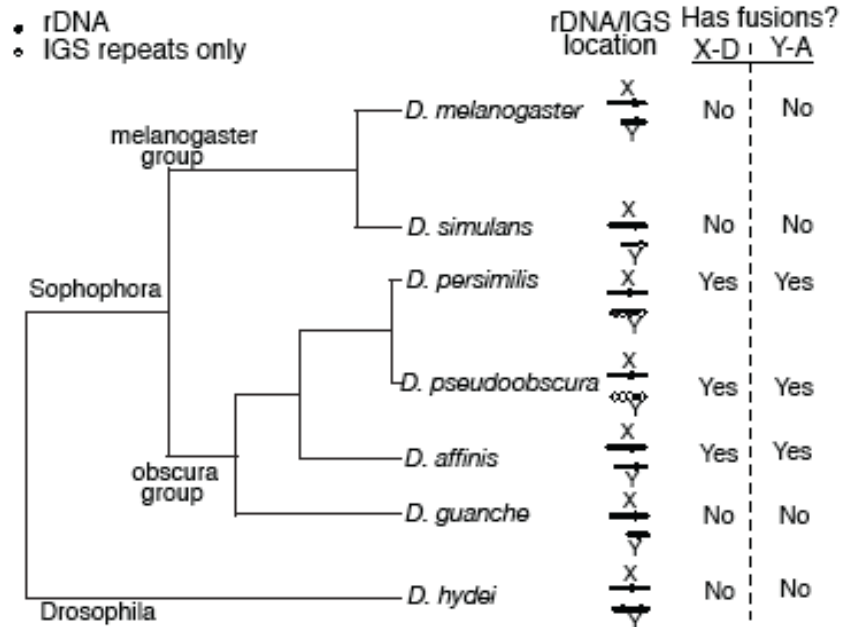 rDNA
IGS repeats only
rDNA/IGS
location
Has fusions?
X-D Y-A
melanogaster
group
D. melanogaster X Y No No
D. simulans X Y No No
Sophophora
D. persimilis X Y Yes Yes
D. pseudoobscura X Y Yes Yes
D. affinis X Y Yes Yes
obscura
group
D. guanche X Y No No
D. hydei X Y No No
Drosophila